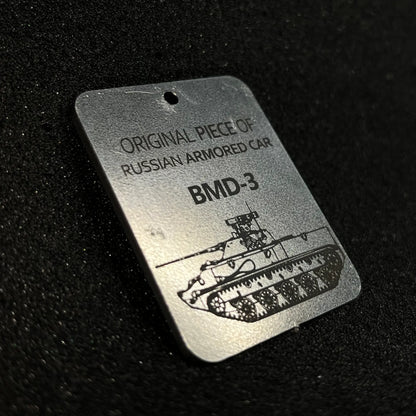 ORIGINAL PIECE OF
RUSSIAN ARMORED CAR
BMD-3